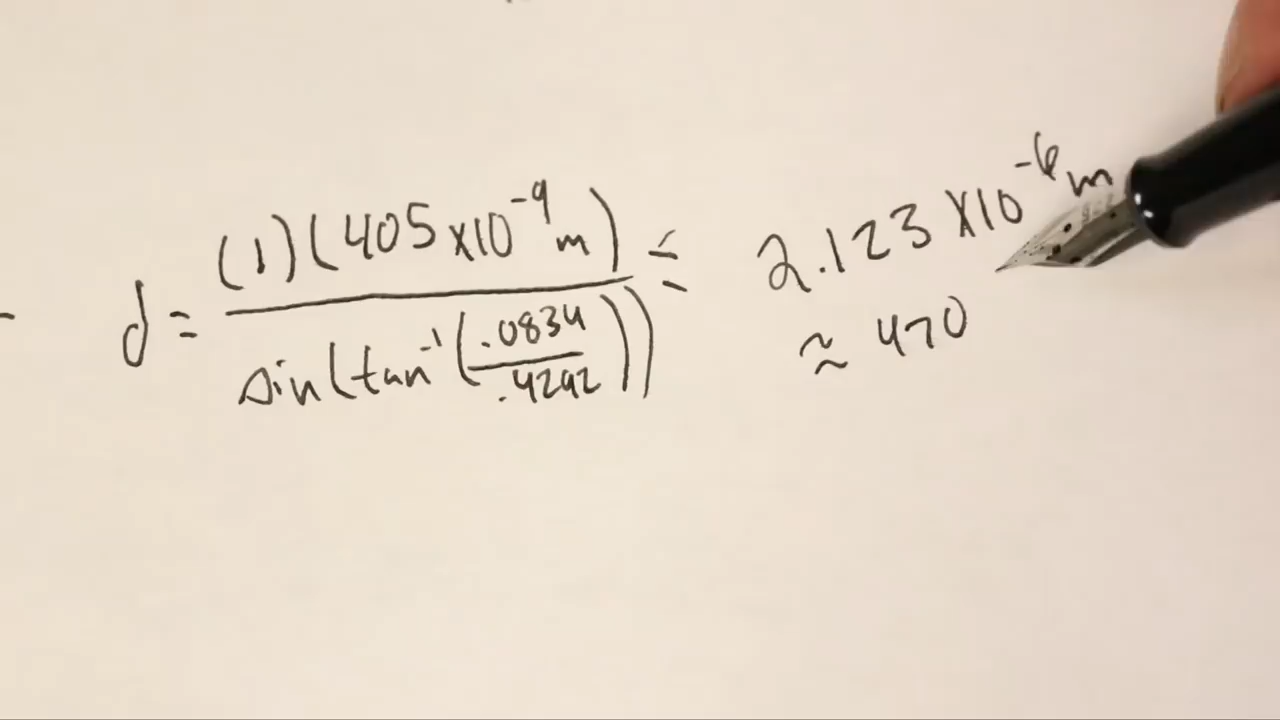 d = (1)(405 x10⁻⁹ m) / sin(tan⁻¹(.0834 / .4292)) = 2.123 x10⁻⁶ m
≈ 470